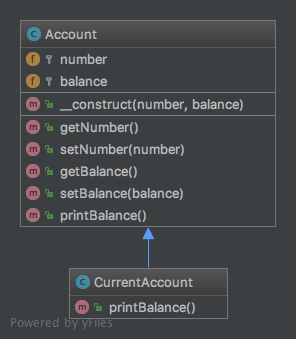 Account
number
balance
__construct(number, balance)
getNumber()
setNumber(number)
getBalance()
setBalance(balance)
printBalance()
CurrentAccount
printBalance()
Powered by yFiles